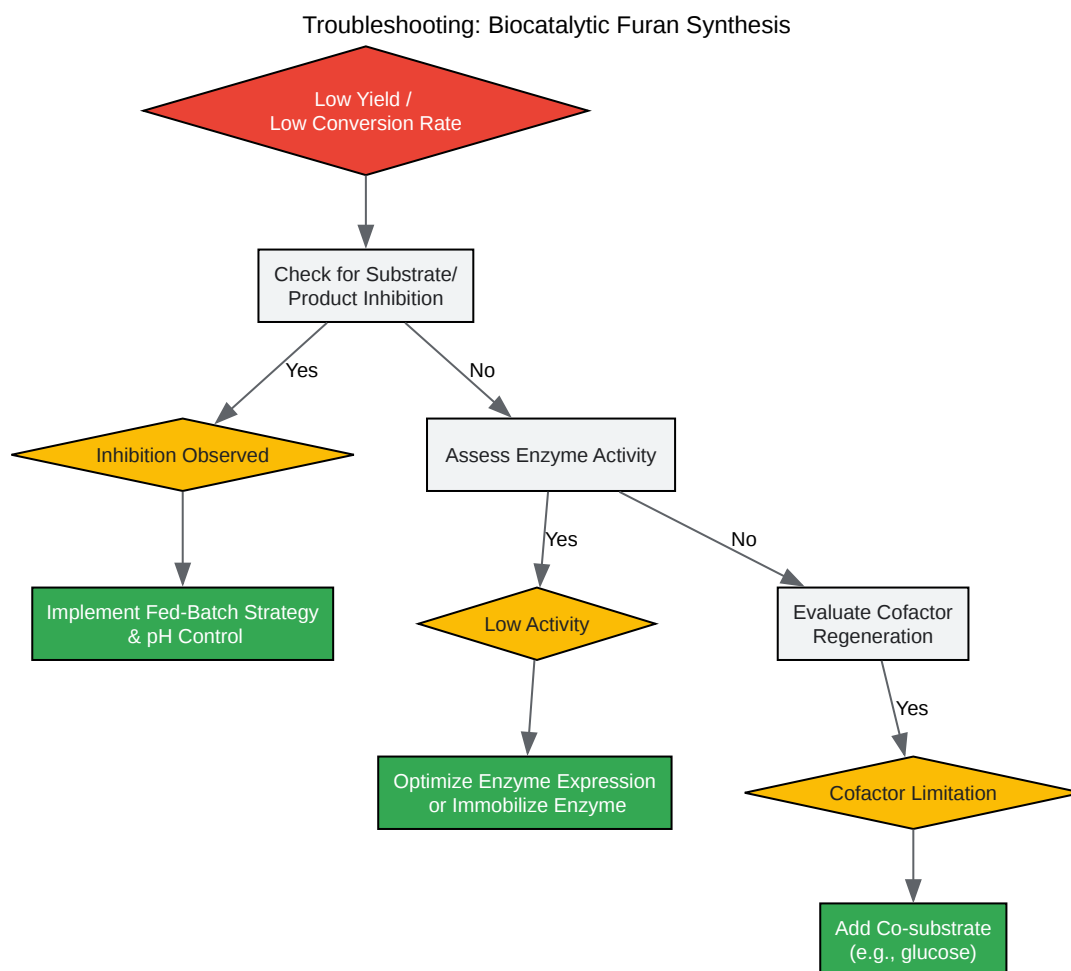 Troubleshooting: Biocatalytic Furan Synthesis
Low Yield /
Low Conversion Rate
Check for Substrate/
Product Inhibition
Yes
No
Inhibition Observed
Assess Enzyme Activity
Yes
No
Implement Fed-Batch Strategy
& pH Control
Low Activity
Evaluate Cofactor
Regeneration
Yes
Optimize Enzyme Expression
or Immobilize Enzyme
Cofactor Limitation
Add Co-substrate
(e.g., glucose)